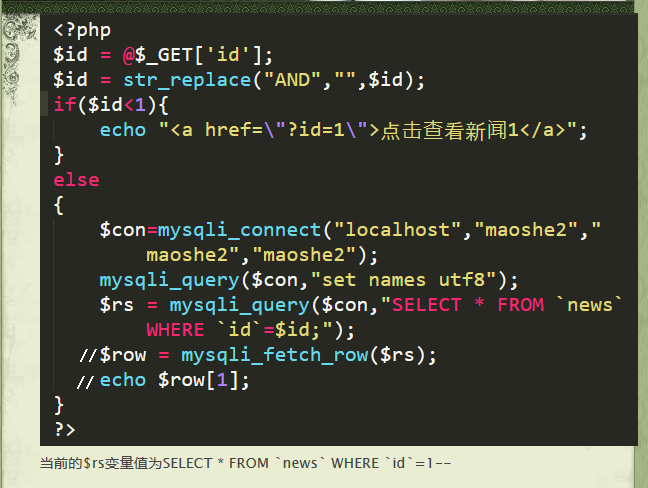 <?php
$id = @$_GET['id'];
$id = str_replace("AND","",$id);
if($id<1){
echo "<a href=\"?id=1\">点击查看新闻1</a>";
}
else
{
$con=mysqli_connect("localhost","maoshe2","
maoshe2","maoshe2");
mysqli_query($con,"set names utf8");
$rs = mysqli_query($con,"SELECT * FROM `news`
WHERE `id`=$id;");
//$row = mysqli_fetch_row($rs);
//echo $row[1];
}
?>
当前的$rs变量值为SELECT * FROM `news` WHERE `id`=1--